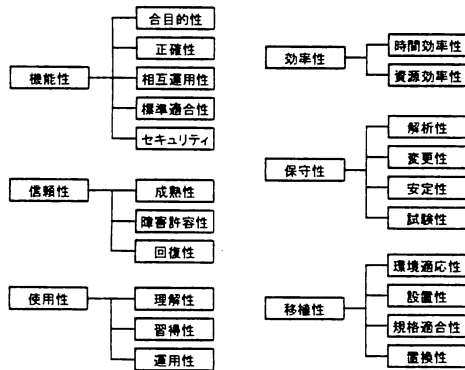 機能性
合目的性
正確性
相互運用性
標準適合性
セキュリティ
信頼性
成熟性
障害許容性
回復性
使用性
理解性
習得性
運用性
効率性
時間効率性
資源効率性
保守性
解析性
変更性
安定性
試験性
移植性
環境適応性
設置性
規格適合性
置換性